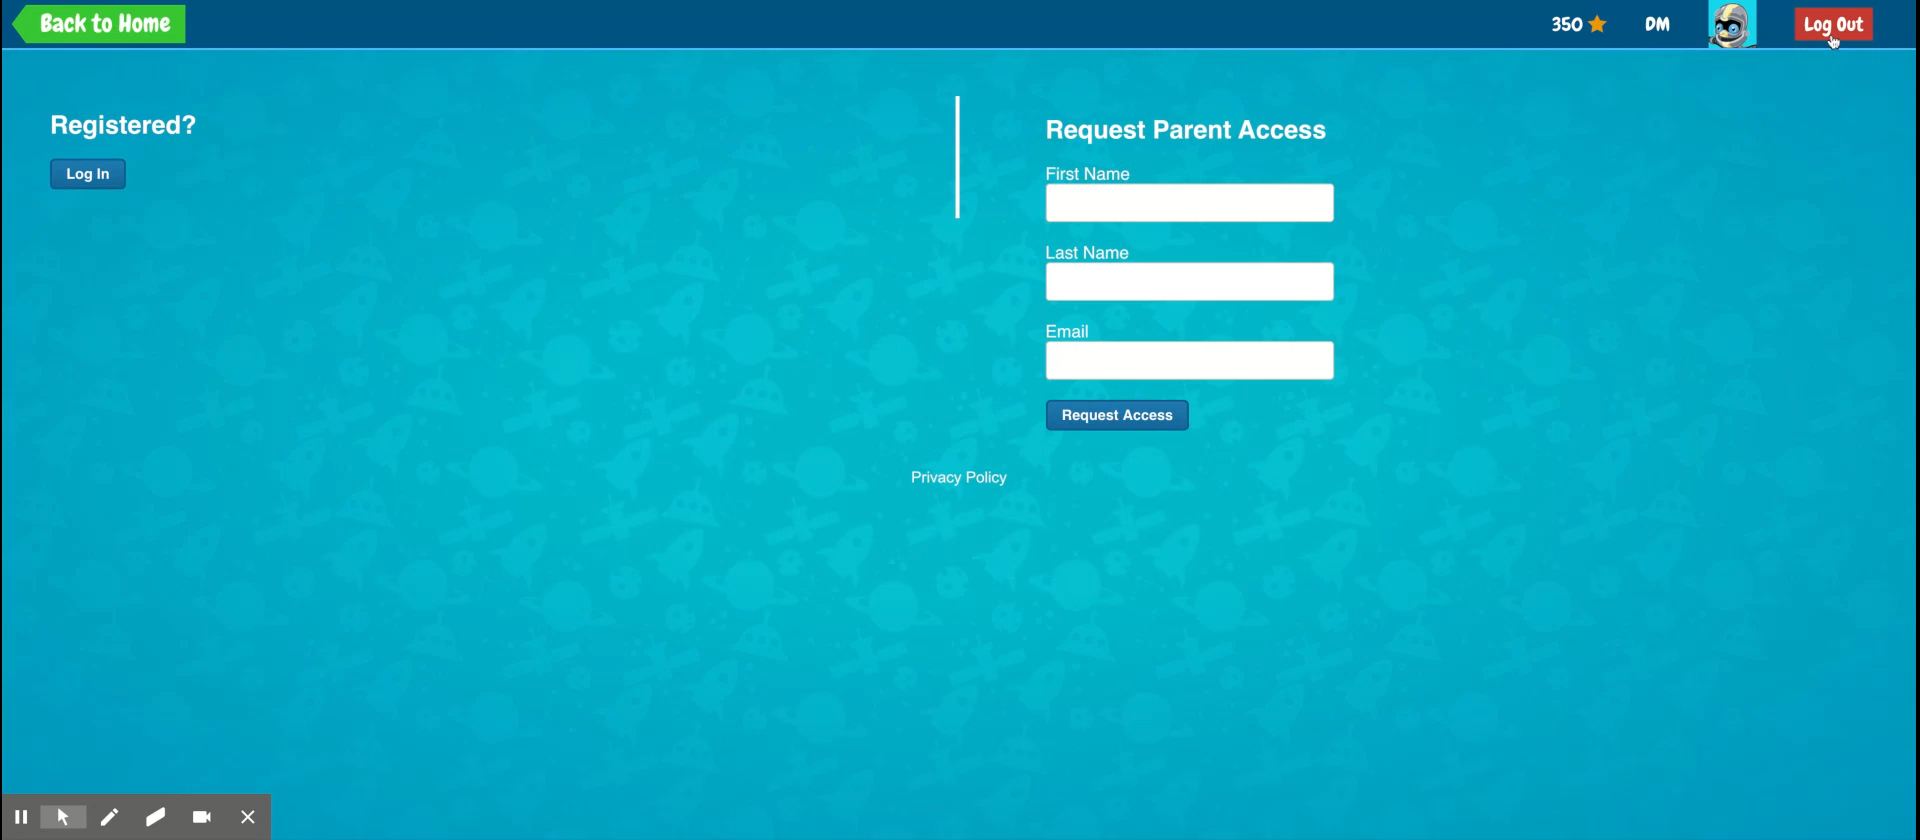 Back to Home
350
DM
Log Out
Registered?
Log In
Request Parent Access
First Name
Last Name
Email
Request Access
Privacy Policy